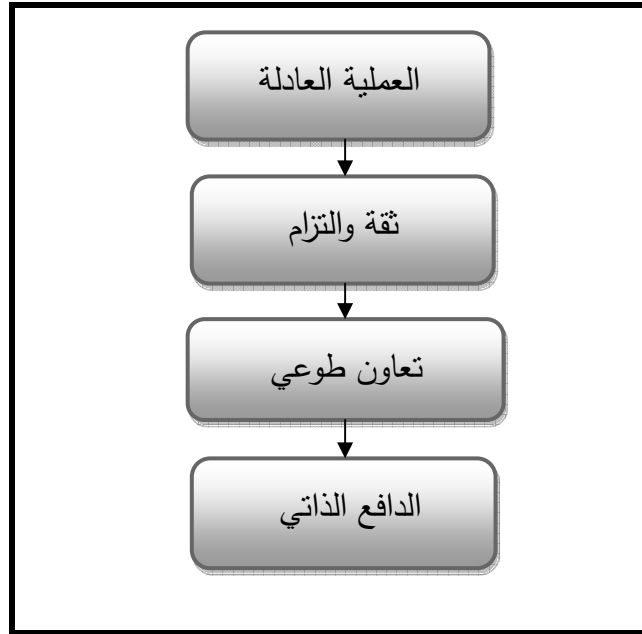 العملية العادلة
ثقة والتزام
تعاون طوعي
الدافع الذاتي